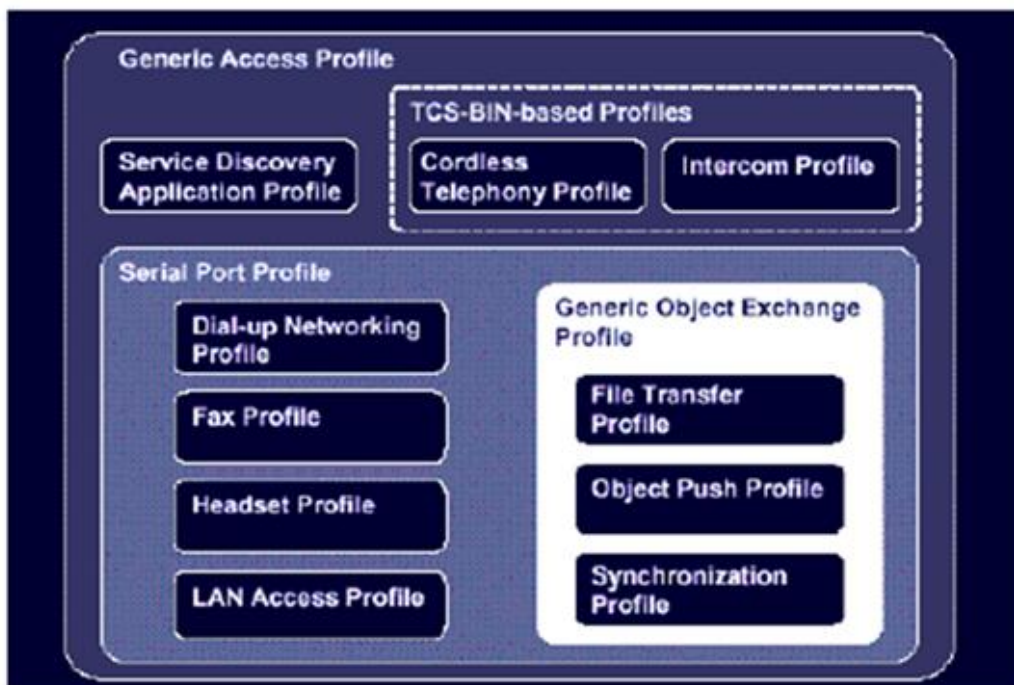 Generic Access Profile
TCS-BIN-based Profiles
Service Discovery
Application Profile
Cordless
Telephony Profile
Intercom Profile
Serial Port Profile
Dial-up Networking
Profile
Fax Profile
Headset Profile
LAN Access Profile
Generic Object Exchange
Profile
File Transfer
Profile
Object Push Profile
Synchronization
Profile